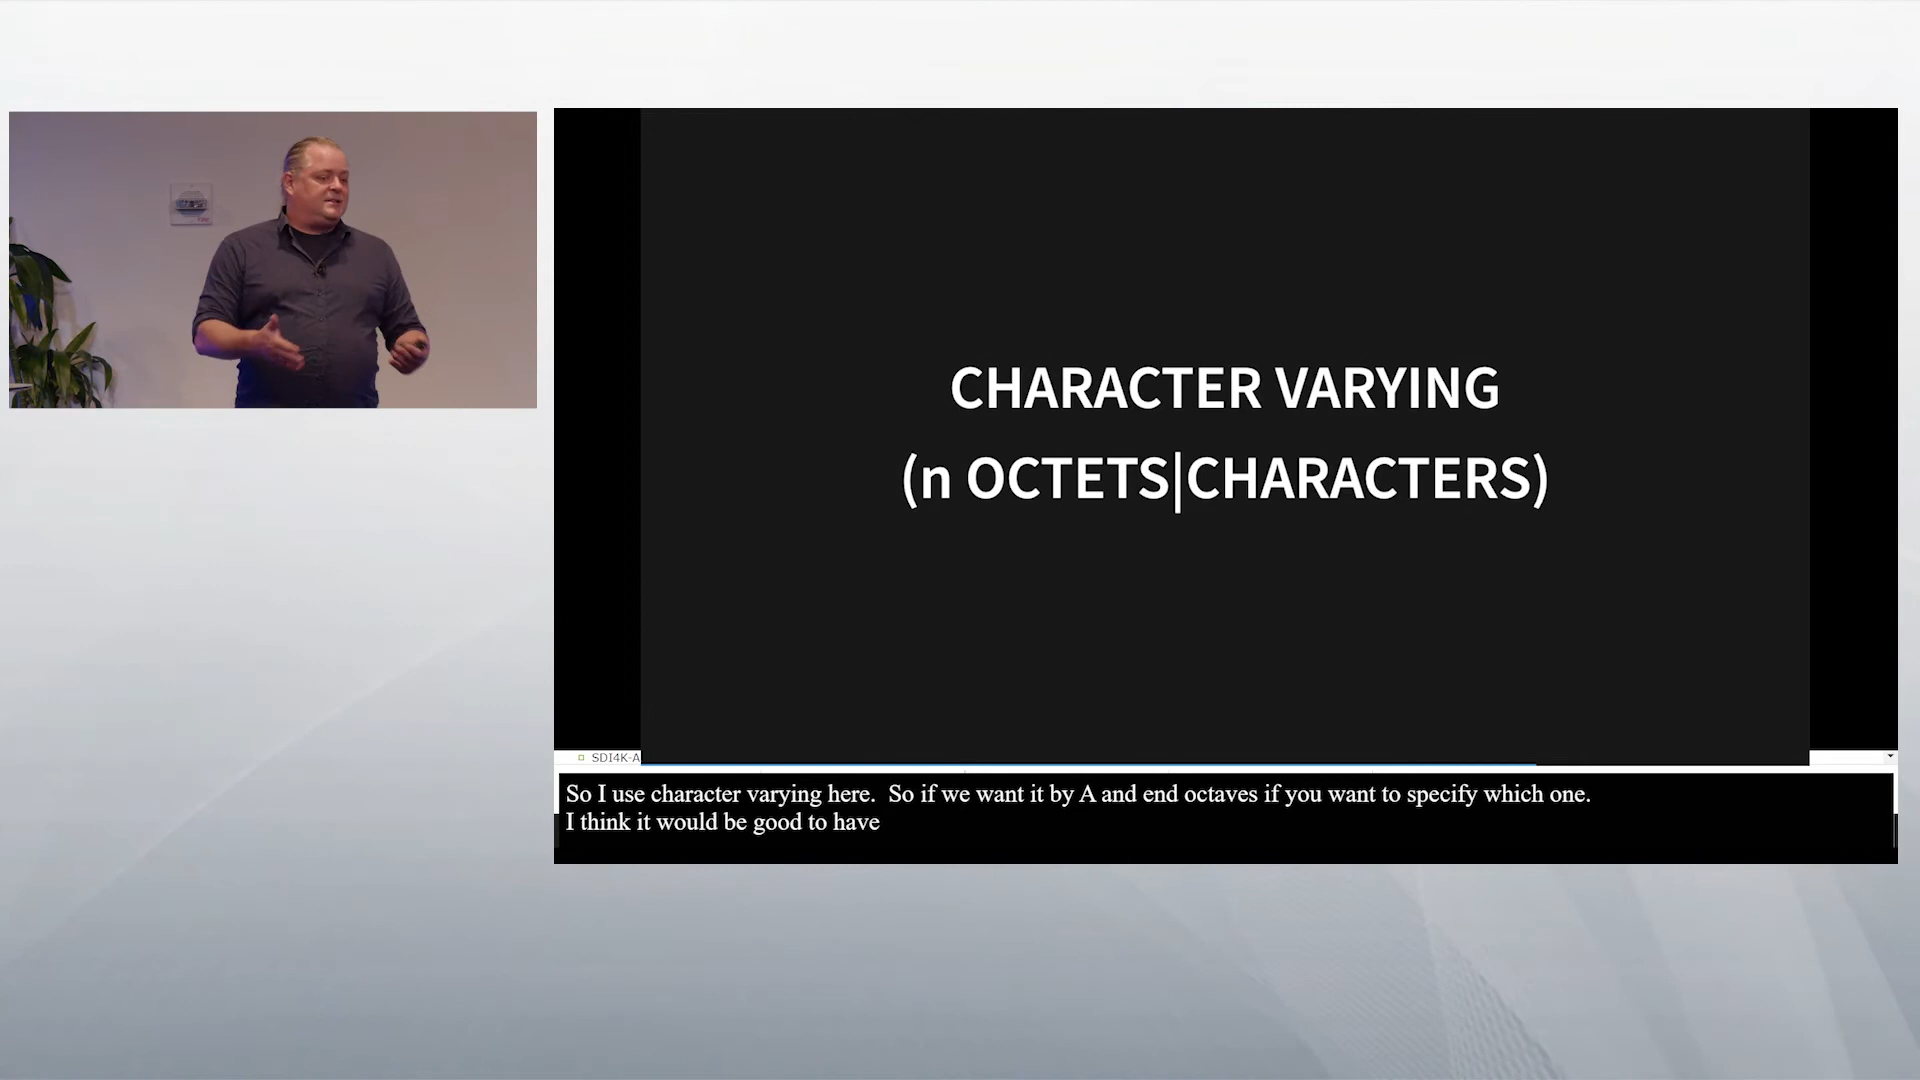 CHARACTER VARYING
(n OCTETS|CHARACTERS)
SDI4K-A
So I use character varying here.  So if we want it by A and end octaves if you want to specify which one.
I think it would be good to have